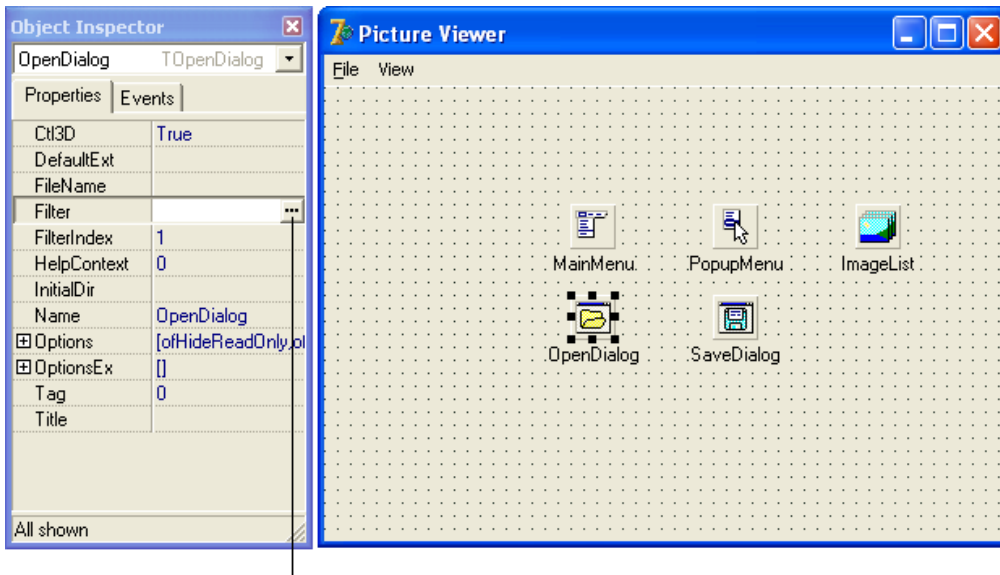 Object Inspector
OpenDialog TOpenDialog
Properties Events
Ctl3D True
DefaultExt
FileName
Filter
FilterIndex 1
HelpContext 0
InitialDir
Name OpenDialog
Options [ofHideReadOnly,of
OptionsEx []
Tag 0
Title
All shown
Picture Viewer
File View
MainMenu PopupMenu ImageList
OpenDialog SaveDialog